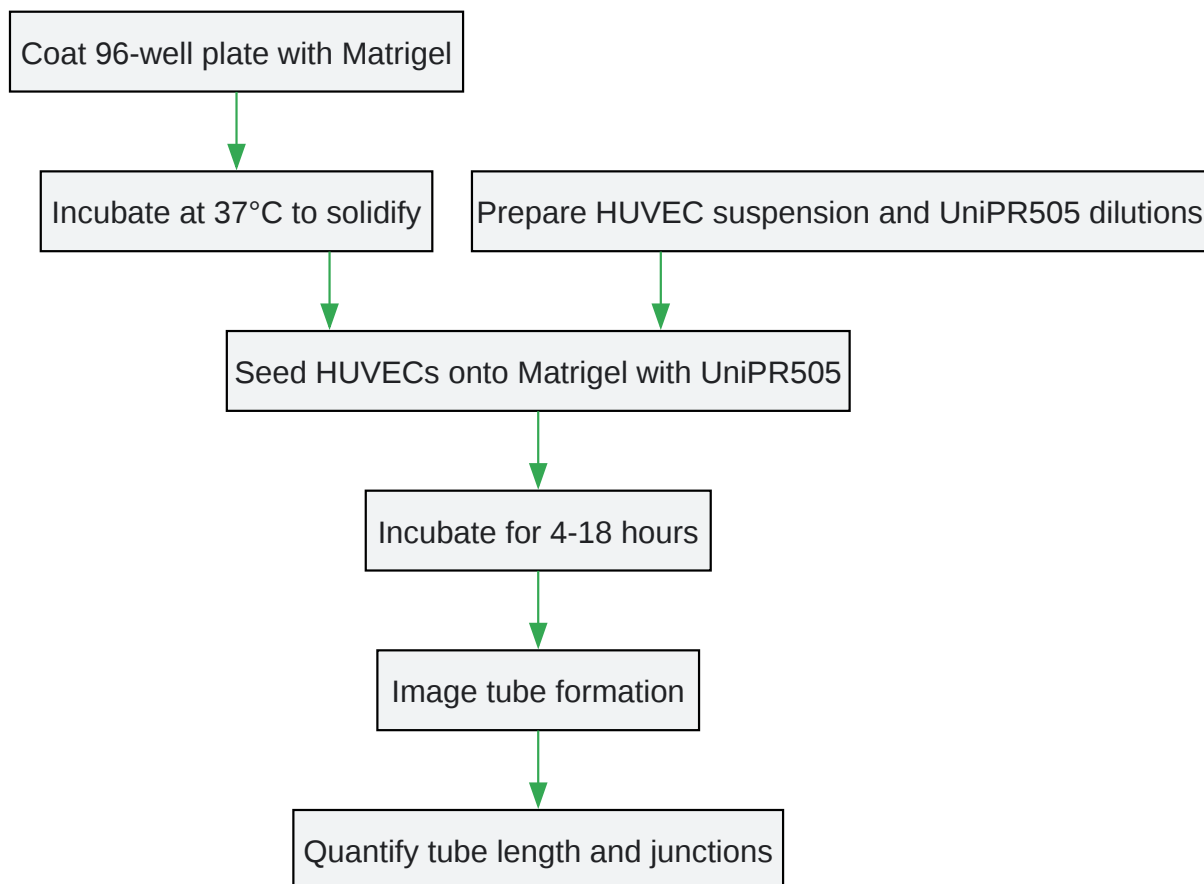 Coat 96-well plate with Matrigel
Incubate at 37°C to solidify
Prepare HUVEC suspension and UniPR505 dilutions
Seed HUVECs onto Matrigel with UniPR505
Incubate for 4-18 hours
Image tube formation
Quantify tube length and junctions